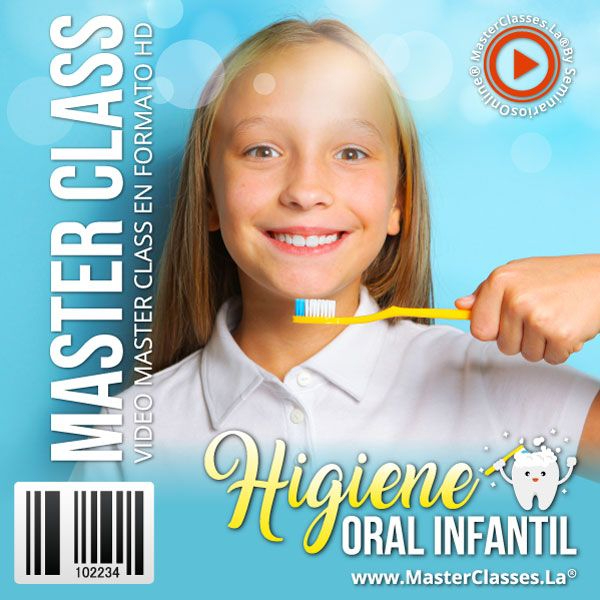 MASTER CLASS
VIDEO MASTER CLASS EN FORMATO HD
MasterClasses.La®By SeminariosOnline®
Higiene
ORAL INFANTIL
www.MasterClasses.La®
102234